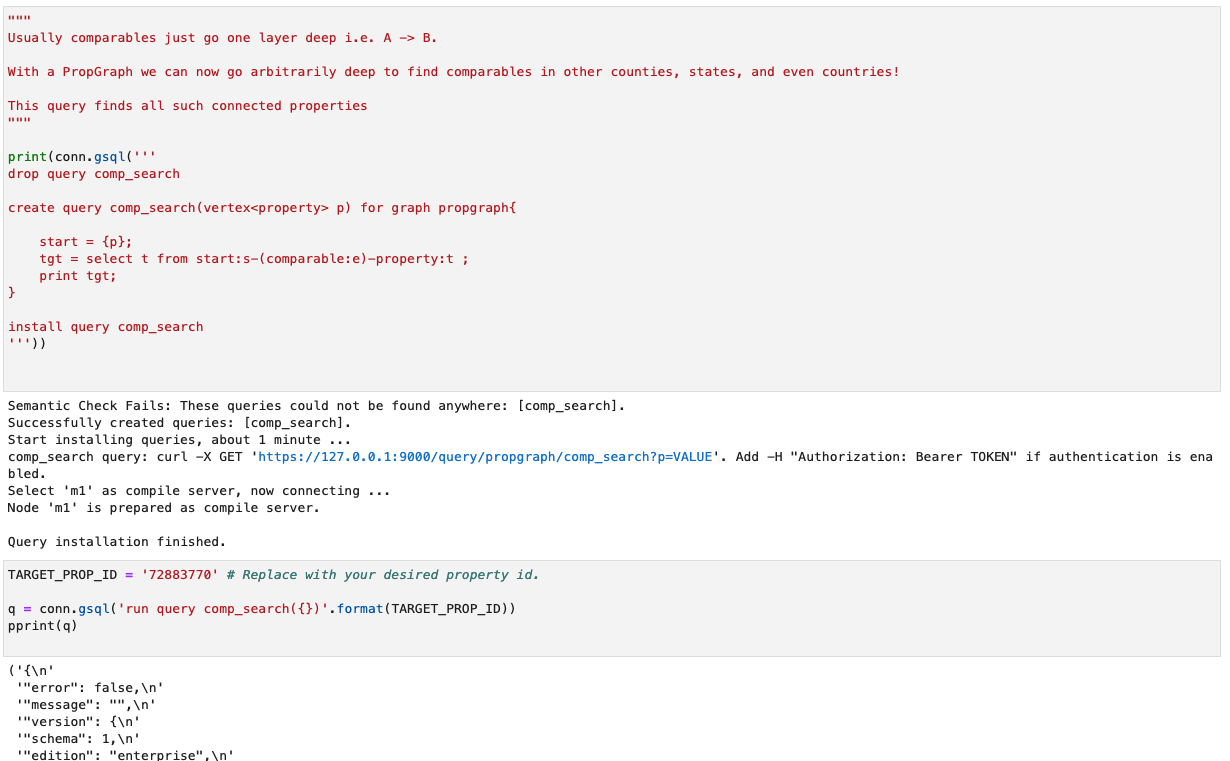 """
Usually comparables just go one layer deep i.e. A -> B.
With a PropGraph we can now go arbitrarily deep to find comparables in other counties, states, and even countries!
This query finds all such connected properties
"""
print(conn.gsql('''
drop query comp_search
create query comp_search(vertex<property> p) for graph propgraph{
    start = {p};
    tgt = select t from start:s-(comparable:e)-property:t ;
    print tgt;
}
install query comp_search
'''))
Semantic Check Fails: These queries could not be found anywhere: [comp_search].
Successfully created queries: [comp_search].
Start installing queries, about 1 minute ...
comp_search query: curl -X GET 'https://127.0.0.1:9000/query/propgraph/comp_search?p=VALUE'. Add -H "Authorization: Bearer TOKEN" if authentication is ena
bled.
Select 'm1' as compile server, now connecting ...
Node 'm1' is prepared as compile server.
Query installation finished.
TARGET_PROP_ID = '72883770' # Replace with your desired property id.
q = conn.gsql('run query comp_search({})'.format(TARGET_PROP_ID))
pprint(q)
('{\n'
 '"error": false,\n'
 '"message": "",\n'
 '"version": {\n'
 '"schema": 1,\n'
 '"edition": "enterprise",\n'